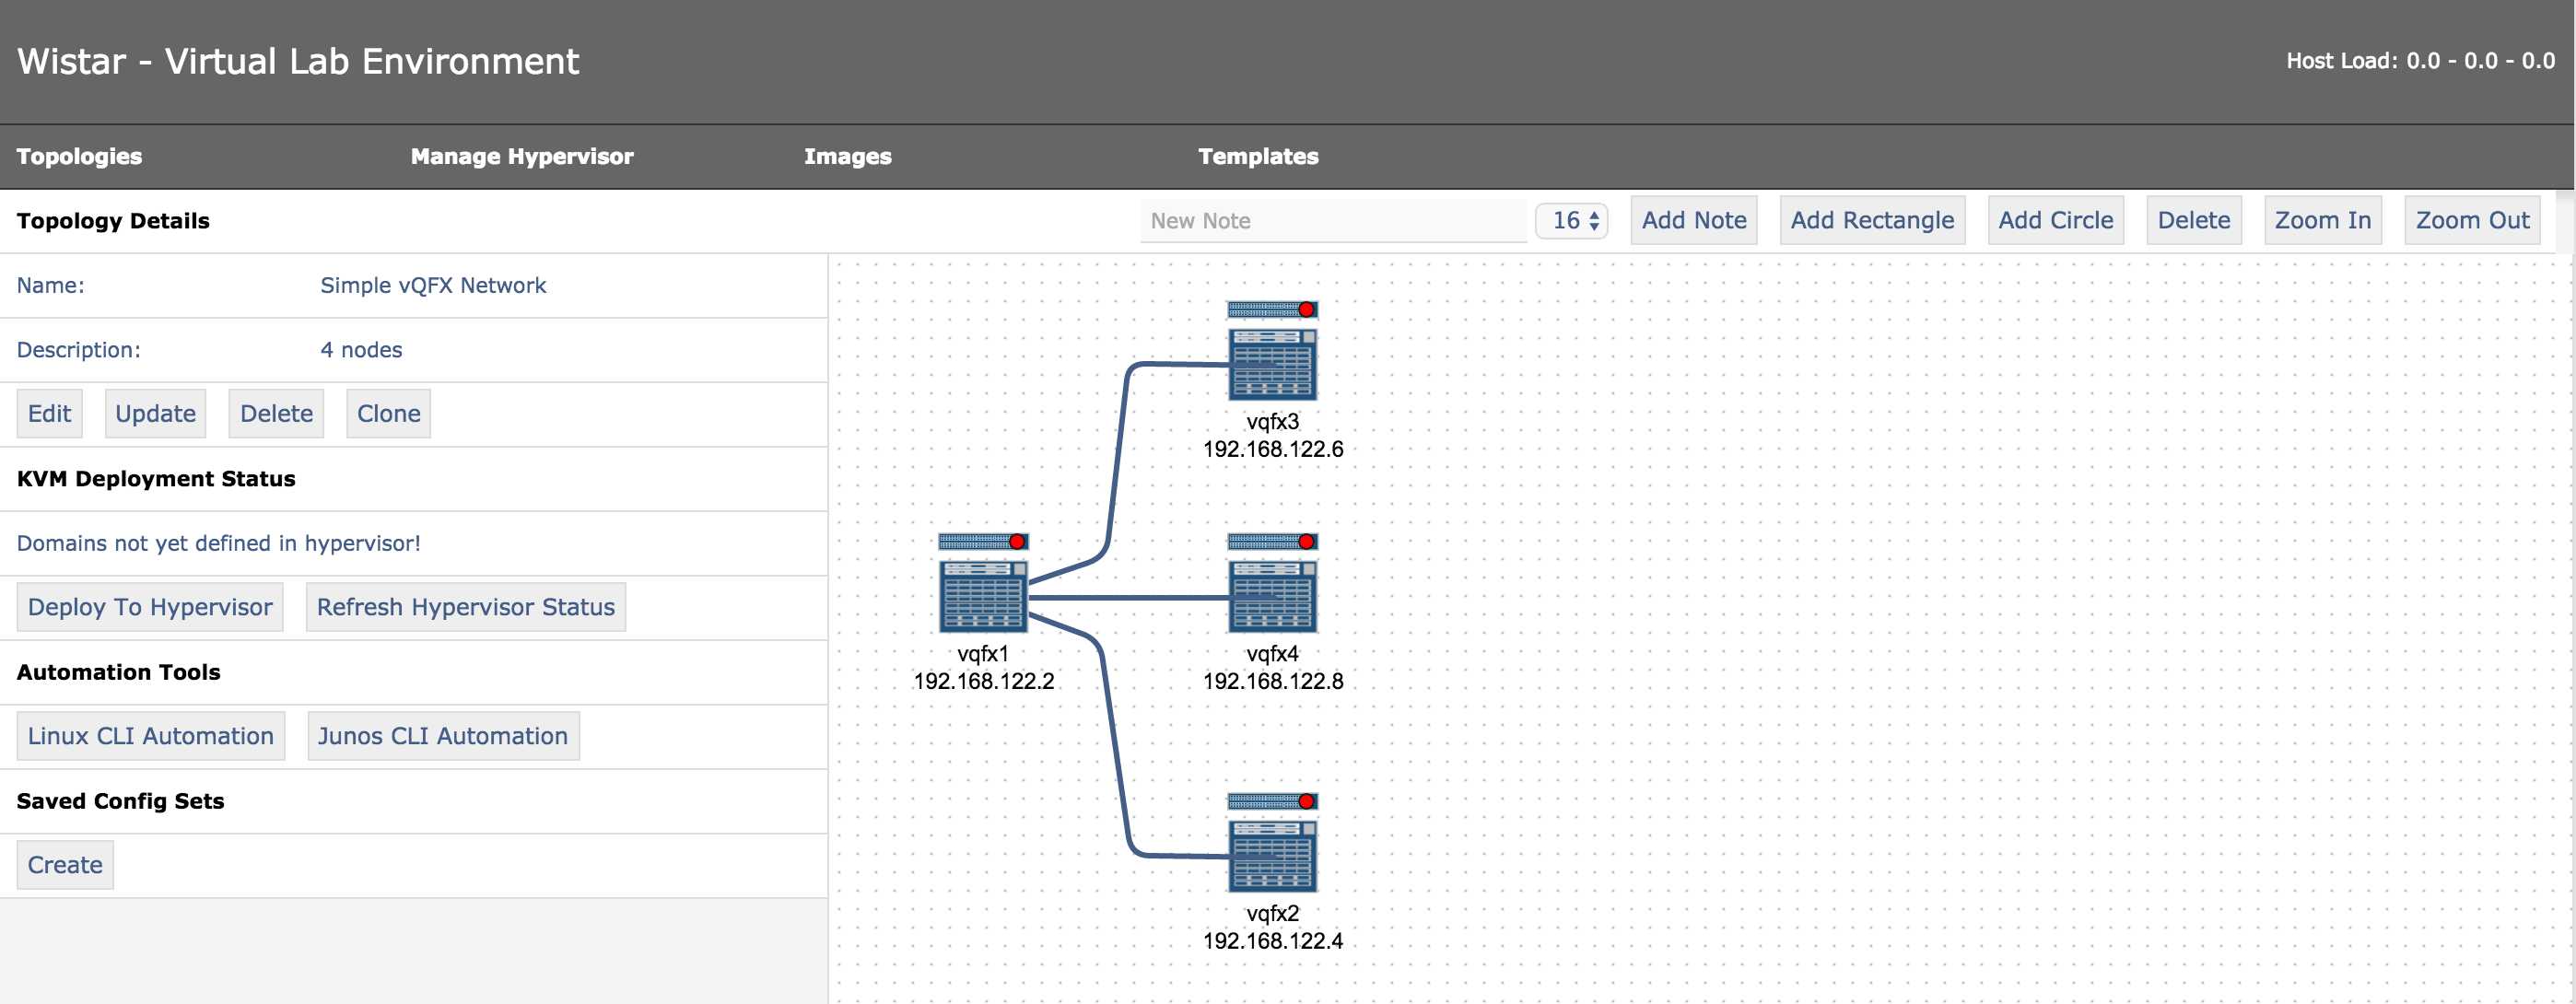 Wistar - Virtual Lab Environment
Host Load: 0.0 - 0.0 - 0.0
Topologies Manage Hypervisor Images Templates
Topology Details
New Note 16 Add Note Add Rectangle Add Circle Delete Zoom In Zoom Out
Name: Simple vQFX Network
Description: 4 nodes
Edit Update Delete Clone
KVM Deployment Status
Domains not yet defined in hypervisor!
Deploy To Hypervisor Refresh Hypervisor Status
Automation Tools
Linux CLI Automation Junos CLI Automation
Saved Config Sets
Create
vqfx3
192.168.122.6
vqfx1
192.168.122.2
vqfx4
192.168.122.8
vqfx2
192.168.122.4